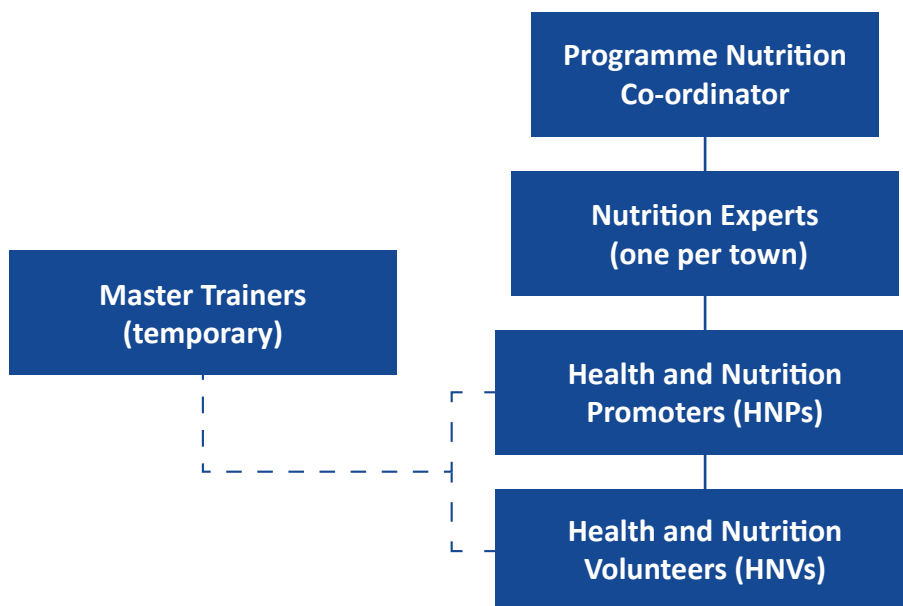 Programme Nutrition
Co-ordinator
Nutrition Experts
(one per town)
Master Trainers
(temporary)
Health and Nutrition
Promoters (HNPs)
Health and Nutrition
Volunteers (HNVs)